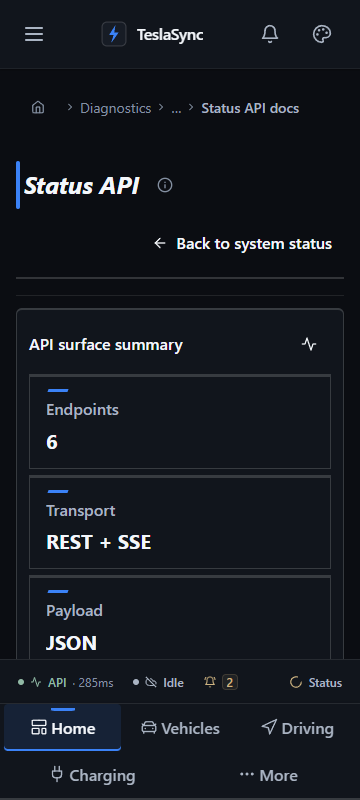 TeslaSync
Diagnostics ... Status API docs
Status API
Back to system status
API surface summary
Endpoints
6
Transport
REST + SSE
Payload
JSON
API · 285ms Idle 2 Status
Home Vehicles Driving
Charging More